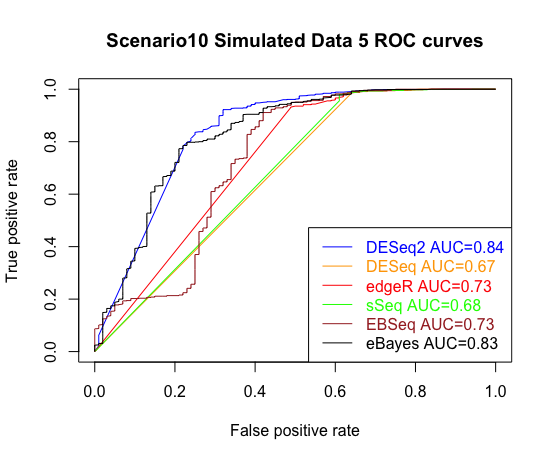 Scenario10 Simulated Data 5 ROC curves
True positive rate
1.0
0.8
0.6
0.4
0.2
0.0
DESeq2 AUC=0.84
DESeq AUC=0.67
edgeR AUC=0.73
sSeq AUC=0.68
EBSeq AUC=0.73
eBayes AUC=0.83
0.0 0.2 0.4 0.6 0.8 1.0
False positive rate